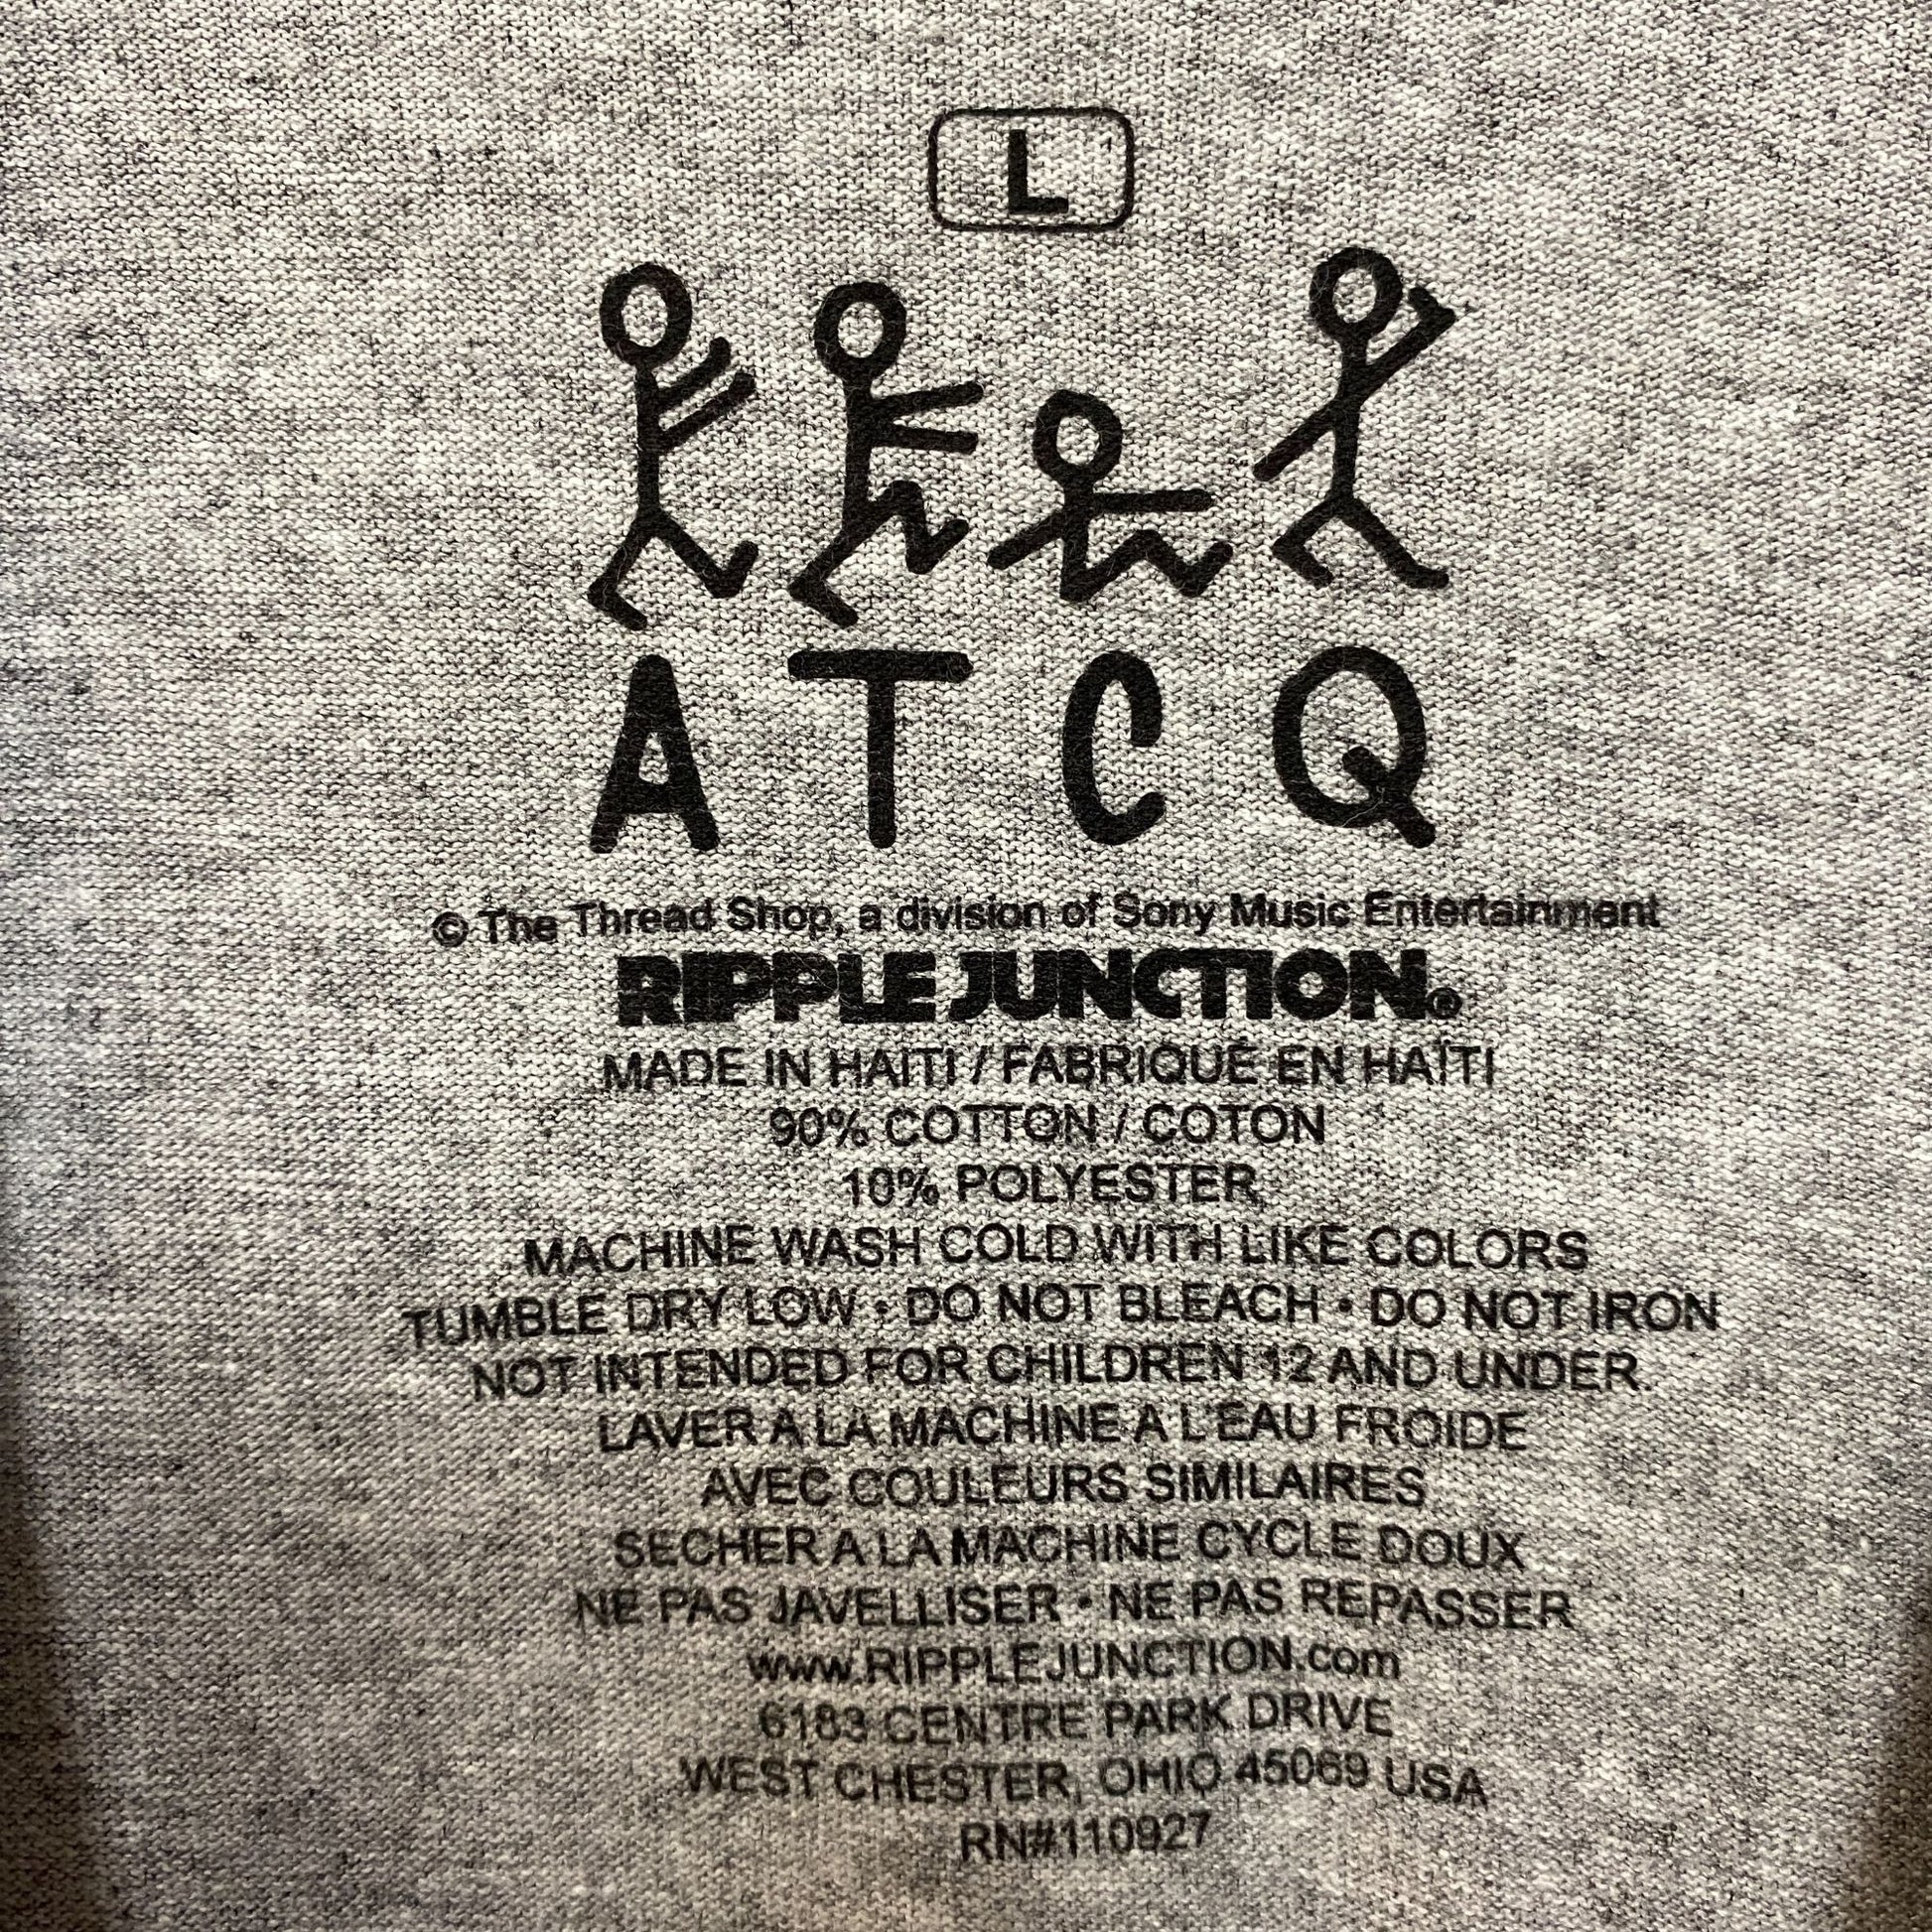 L
A T C Q
© The Thread Shop, a division of Sony Music Entertainment
RIPPLE JUNCTION®
MADE IN HAITI / FABRIQUÉ EN HAÏTI
90% COTTON / COTON
10% POLYESTER
MACHINE WASH COLD WITH LIKE COLORS
TUMBLE DRY LOW • DO NOT BLEACH • DO NOT IRON
NOT INTENDED FOR CHILDREN 12 AND UNDER.
LAVER A LA MACHINE A L'EAU FROIDE
AVEC COULEURS SIMILAIRES
SECHER A LA MACHINE CYCLE DOUX
NE PAS JAVELLISER • NE PAS REPASSER
www.RIPPLEJUNCTION.com
6183 CENTRE PARK DRIVE
WEST CHESTER, OHIO 45069 USA
RN#110927